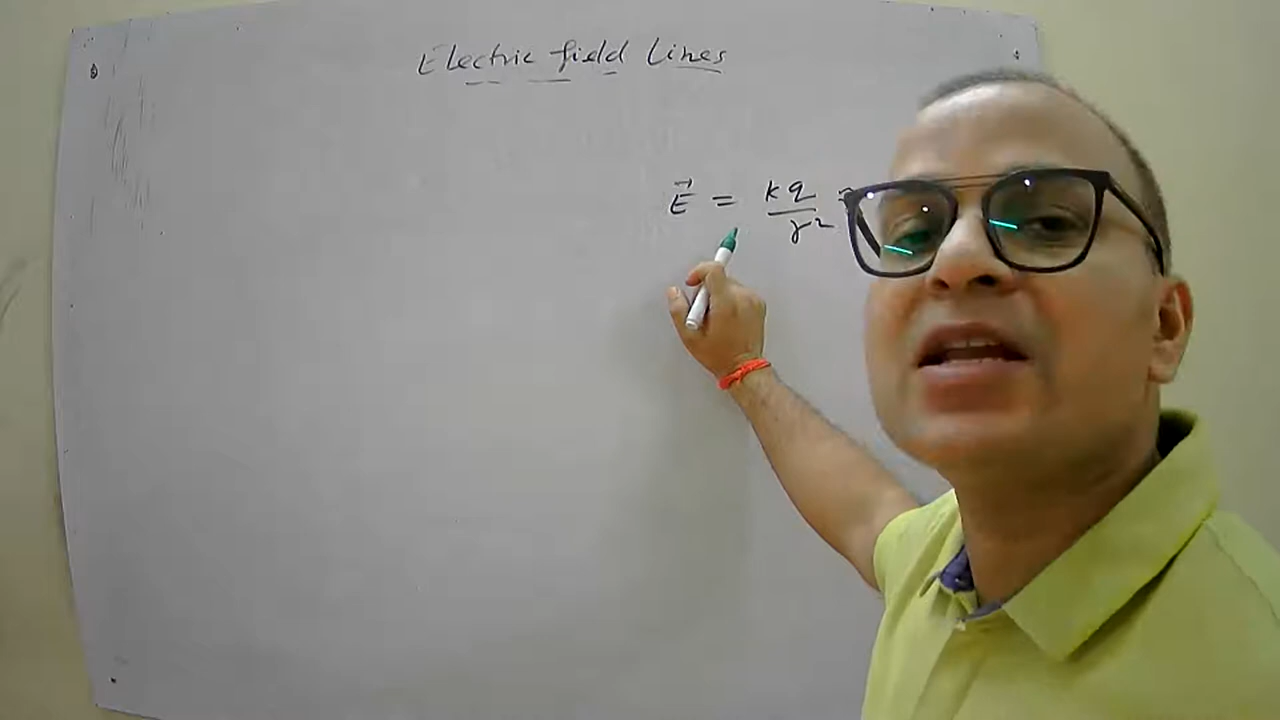 Electric field Lines
E⃗ = kq/r²